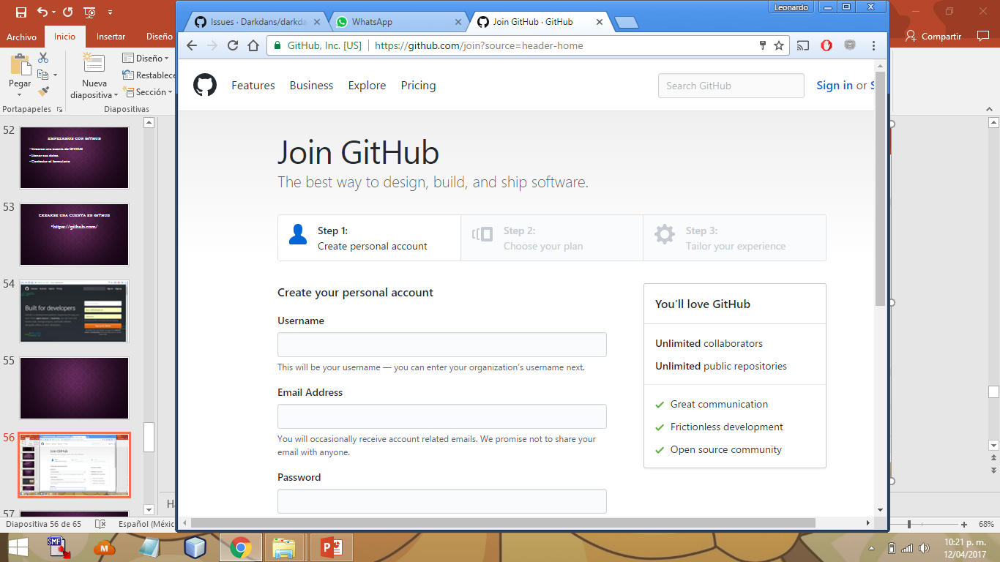 Leonardo
Issues · Darkdans/darkda
WhatsApp
Join GitHub · GitHub
GitHub, Inc. [US]
https://github.com/join?source=header-home
Archivo
Inicio
Insertar
Diseño
Compartir
Pegar
Nueva
diapositiva
Diseño
Restablece
Sección
Portapapeles
Diapositivas
52
EMPEZAMOS CON GITHUB
• Crearse una cuenta de GITHUB
• Llenar sus datos.
• Contestar el formulario
53
CREARSE UNA CUENTA EN GITHUB
•https://github.com/
54
Built for developers
55
56
Join GitHub
57
Features
Business
Explore
Pricing
Search GitHub
Sign in or S
Join GitHub
The best way to design, build, and ship software.
Step 1:
Create personal account
Step 2:
Choose your plan
Step 3:
Tailor your experience
Create your personal account
Username
This will be your username — you can enter your organization’s username next.
Email Address
You will occasionally receive account related emails. We promise not to share your
email with anyone.
Password
You’ll love GitHub
Unlimited collaborators
Unlimited public repositories
Great communication
Frictionless development
Open source community
Diapositiva 56 de 65
Español (Méxic
68%
SMF
10:21 p. m.
12/04/2017